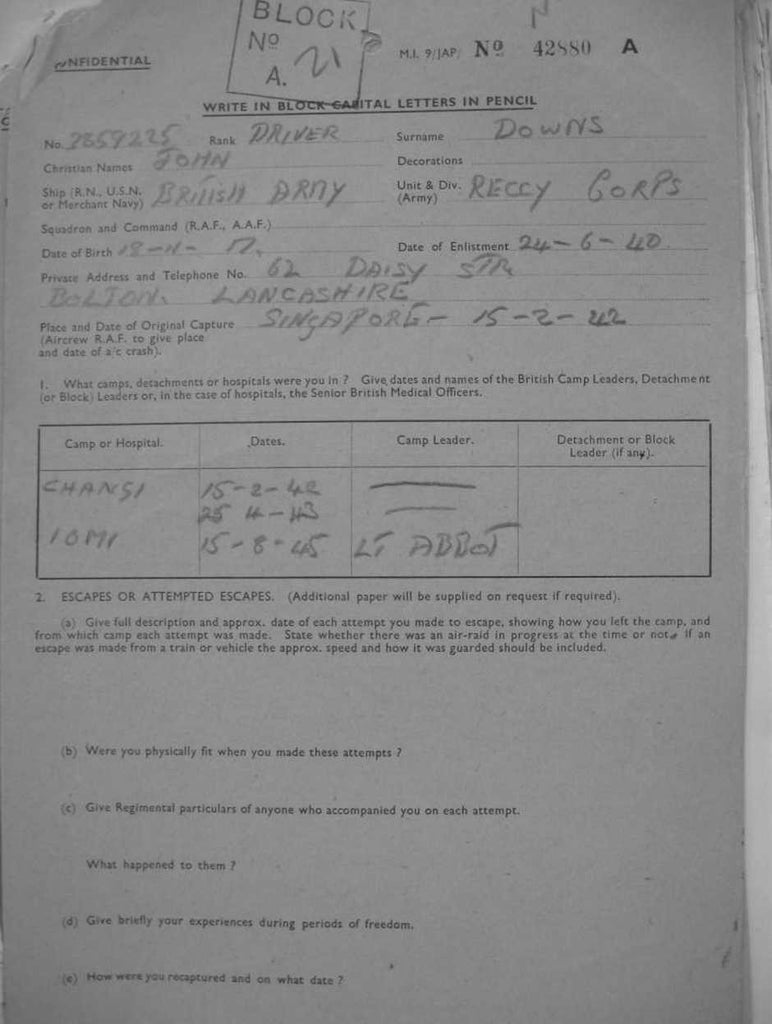 BLOCK
No
A. 21
NFIDENTIAL
M.I. 9/JAP/ No 42880 A
WRITE IN BLOCK CAPITAL LETTERS IN PENCIL
No. 3859225 Rank DRIVER Surname DOWNS
Christian Names JOHN Decorations
Ship (R.N., U.S.N. or Merchant Navy) BRITISH ARMY Unit & Div. (Army) RECCY CORPS
Squadron and Command (R.A.F., A.A.F.)
Date of Birth 18-11-17. Date of Enlistment 24-6-40
Private Address and Telephone No. 62 DAISY STR
BOLTON. LANCASHIRE
Place and Date of Original Capture SINGAPORE - 15-2-42
(Aircrew R.A.F. to give place
and date of a/c crash).
1. What camps, detachments or hospitals were you in ? Give dates and names of the British Camp Leaders, Detachment
(or Block) Leaders or, in the case of hospitals, the Senior British Medical Officers.
Camp or Hospital. Dates. Camp Leader. Detachment or Block
Leader (if any).
CHANGI 15-2-42
25 4-43
IOMI 15-8-45 LT ABBOT
2. ESCAPES OR ATTEMPTED ESCAPES. (Additional paper will be supplied on request if required).
(a) Give full description and approx. date of each attempt you made to escape, showing how you left the camp, and
from which camp each attempt was made. State whether there was an air-raid in progress at the time or not. If an
escape was made from a train or vehicle the approx. speed and how it was guarded should be included.
(b) Were you physically fit when you made these attempts ?
(c) Give Regimental particulars of anyone who accompanied you on each attempt.
What happened to them ?
(d) Give briefly your experiences during periods of freedom.
(e) How were you recaptured and on what date ?